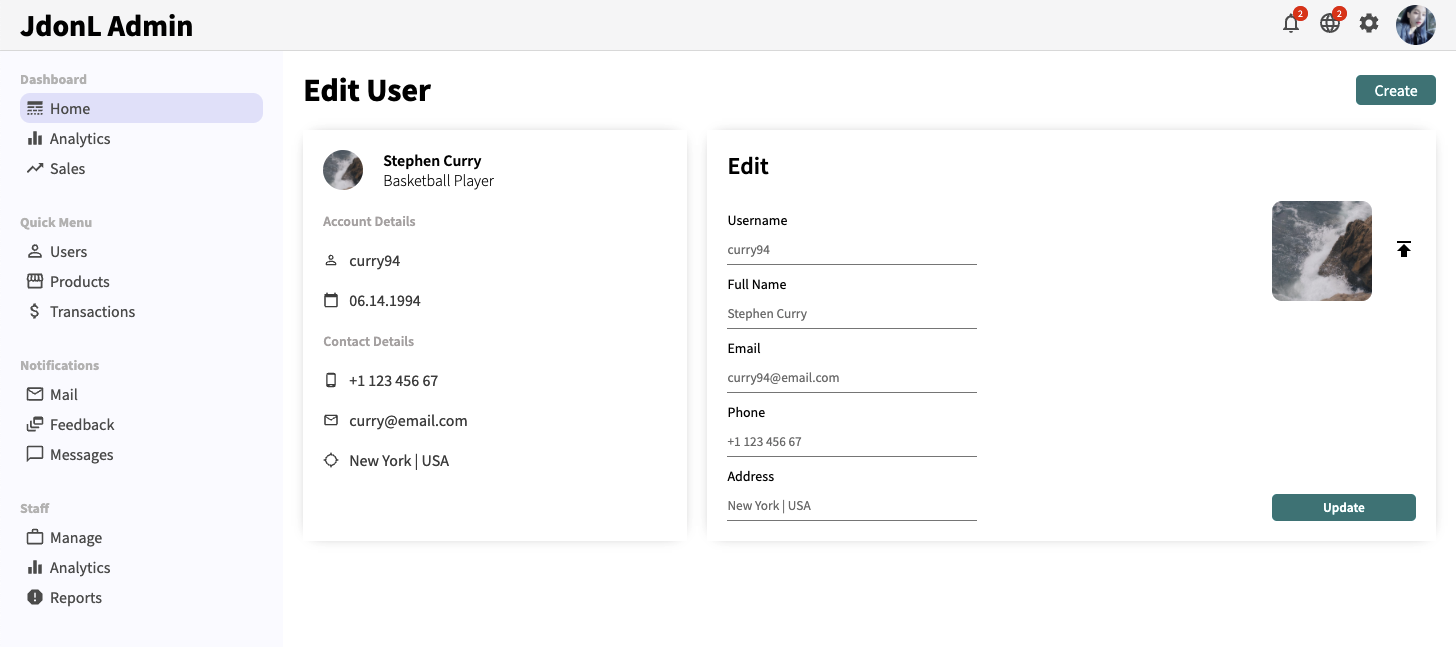 JdonL Admin
2
2
Dashboard
Home
Analytics
Sales
Quick Menu
Users
Products
Transactions
Notifications
Mail
Feedback
Messages
Staff
Manage
Analytics
Reports
Edit User
Create
Stephen Curry
Basketball Player
Account Details
curry94
06.14.1994
Contact Details
+1 123 456 67
curry@email.com
New York | USA
Edit
Username
curry94
Full Name
Stephen Curry
Email
curry94@email.com
Phone
+1 123 456 67
Address
New York | USA
Update